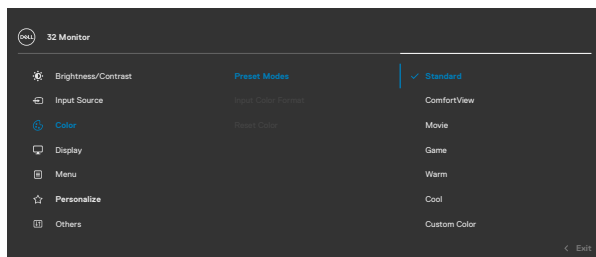 DELL 32 Monitor
Brightness/Contrast Preset Modes ✓ Standard
Input Source Input Color Format ComfortView
Color Reset Color Movie
Display Game
Menu Warm
Personalize Cool
Others Custom Color
< Exit